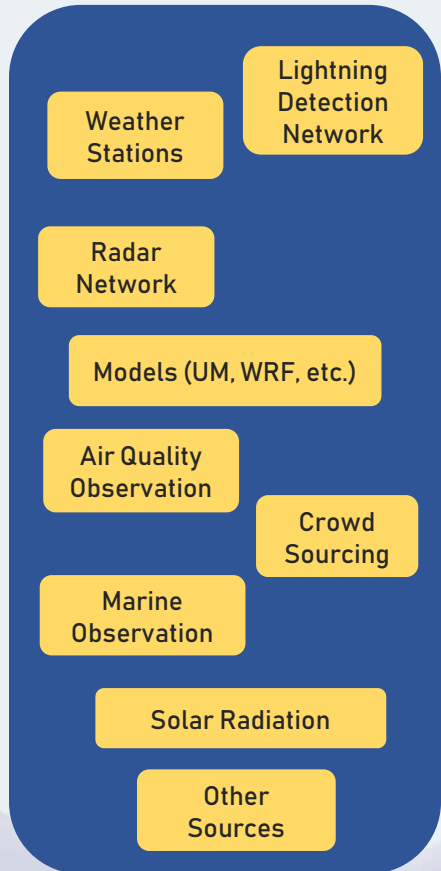 Lightning
Detection
Network
Weather
Stations
Radar
Network
Models (UM, WRF, etc.)
Air Quality
Observation
Crowd
Sourcing
Marine
Observation
Solar Radiation
Other
Sources